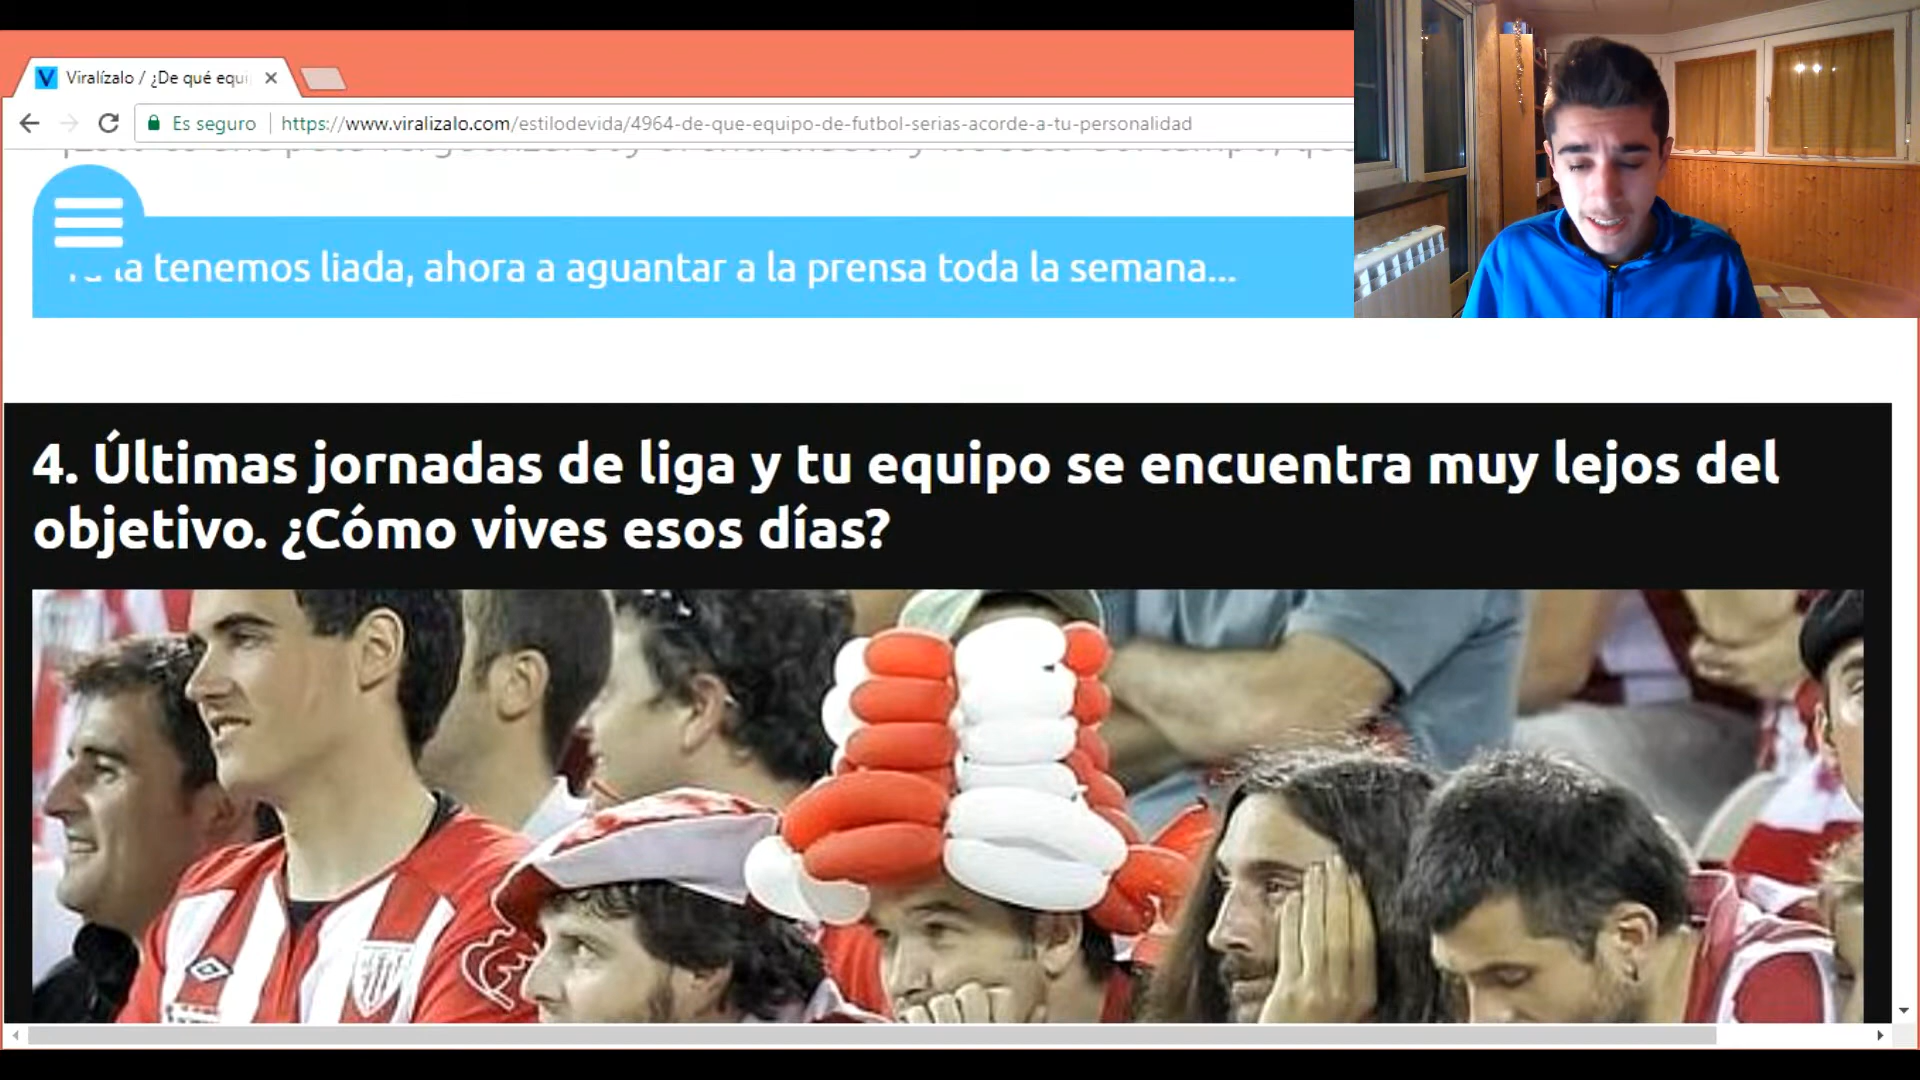 Viralízalo / ¿De qué equi
Es seguro
https://www.viralizalo.com/estilodevida/4964-de-que-equipo-de-futbol-serias-acorde-a-tu-personalidad
la tenemos liada, ahora a aguantar a la prensa toda la semana...
4. Últimas jornadas de liga y tu equipo se encuentra muy lejos del
objetivo. ¿Cómo vives esos días?